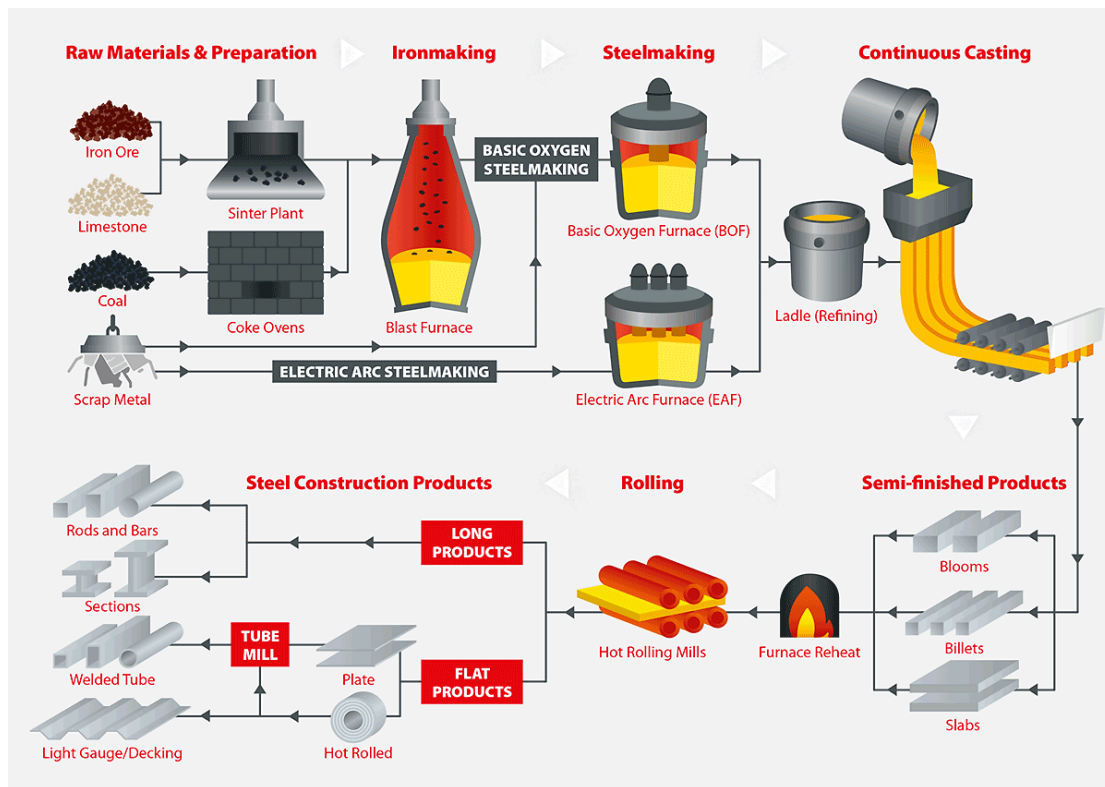 Raw Materials & Preparation
Ironmaking
Steelmaking
Continuous Casting
Iron Ore
Limestone
Sinter Plant
Coal
Coke Ovens
Scrap Metal
Blast Furnace
BASIC OXYGEN
STEELMAKING
ELECTRIC ARC STEELMAKING
Basic Oxygen Furnace (BOF)
Electric Arc Furnace (EAF)
Ladle (Refining)
Steel Construction Products
Rolling
Semi-finished Products
Rods and Bars
Sections
Welded Tube
Light Gauge/Decking
LONG
PRODUCTS
TUBE
MILL
Plate
FLAT
PRODUCTS
Hot Rolled
Hot Rolling Mills
Furnace Reheat
Blooms
Billets
Slabs